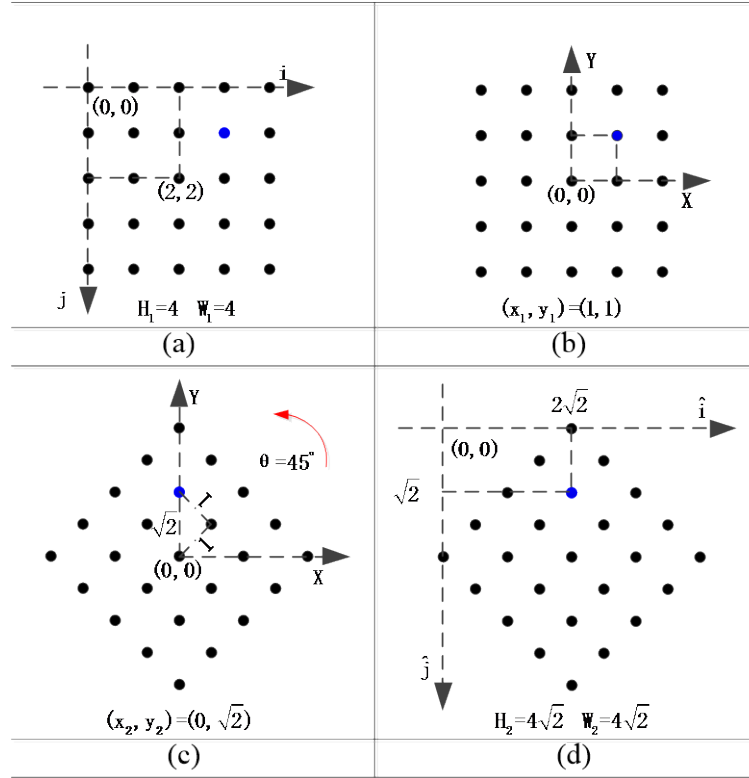 i
(0, 0)
(2, 2)
j
H₁=4 W₁=4
(a)
Y
(0, 0)
X
(x₁, y₁)=(1, 1)
(b)
Y
θ=45°
1
√2
1
(0, 0)
X
(x₂, y₂)=(0, √2)
(c)
2√2
î
(0, 0)
√2
ĵ
H₂=4√2 W₂=4√2
(d)